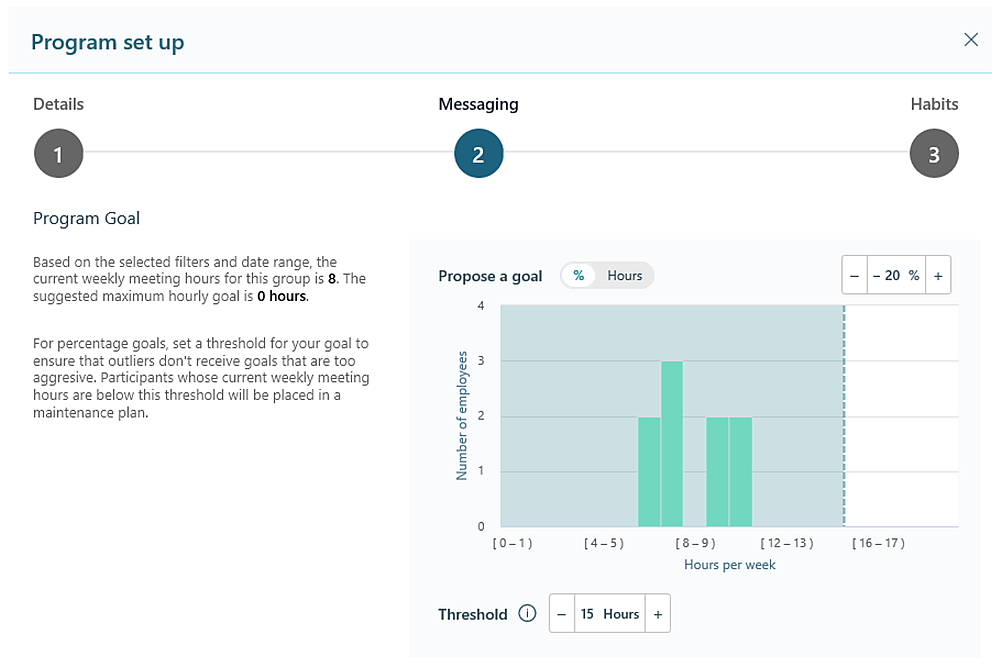 Program set up
Details
Messaging
Habits
1
2
3
Program Goal
Based on the selected filters and date range, the
current weekly meeting hours for this group is 8. The
suggested maximum hourly goal is 0 hours.
For percentage goals, set a threshold for your goal to
ensure that outliers don't receive goals that are too
aggresive. Participants whose current weekly meeting
hours are below this threshold will be placed in a
maintenance plan.
Propose a goal
% Hours
− − 20 % +
4
3
2
1
0
Number of employees
[ 0 – 1 ) [ 4 – 5 ) [ 8 – 9 ) [ 12 – 13 ) [ 16 – 17 )
Hours per week
Threshold i − 15 Hours +